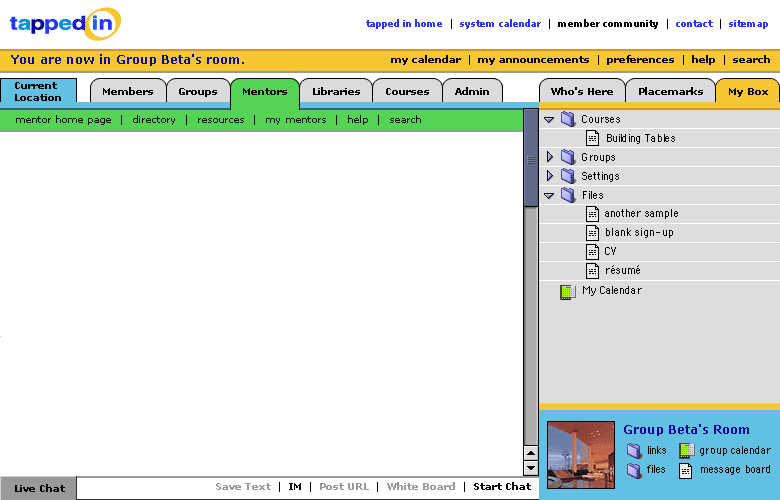 tapped in
tapped in home | system calendar | member community | contact | sitemap
You are now in Group Beta's room.
my calendar | my announcements | preferences | help | search
Current
Location
Members
Groups
Mentors
Libraries
Courses
Admin
Who's Here
Placemarks
My Box
mentor home page | directory | resources | my mentors | help | search
Courses
Building Tables
Groups
Settings
Files
another sample
blank sign-up
CV
résumé
My Calendar
Group Beta's Room
links
group calendar
files
message board
Live Chat
Save Text | IM | Post URL | White Board | Start Chat